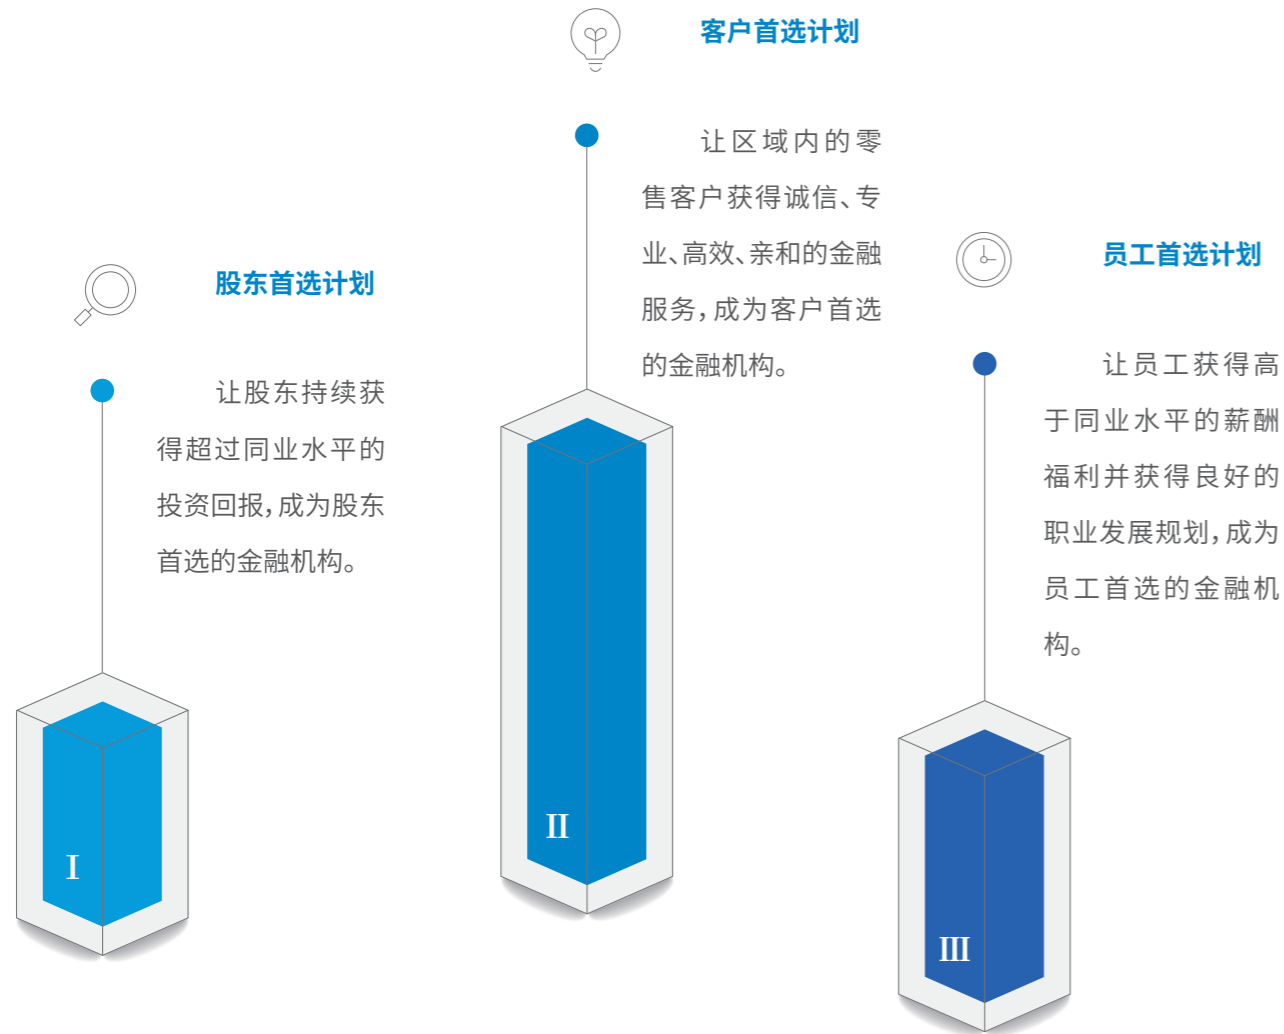 股东首选计划
让股东持续获
得超过同业水平的
投资回报，成为股东
首选的金融机构。
I
客户首选计划
让区域内的零
售客户获得诚信、专
业、高效、亲和的金融
服务，成为客户首选
的金融机构。
II
员工首选计划
让员工获得高
于同业水平的薪酬
福利并获得良好的
职业发展规划，成为
员工首选的金融机
构。
III